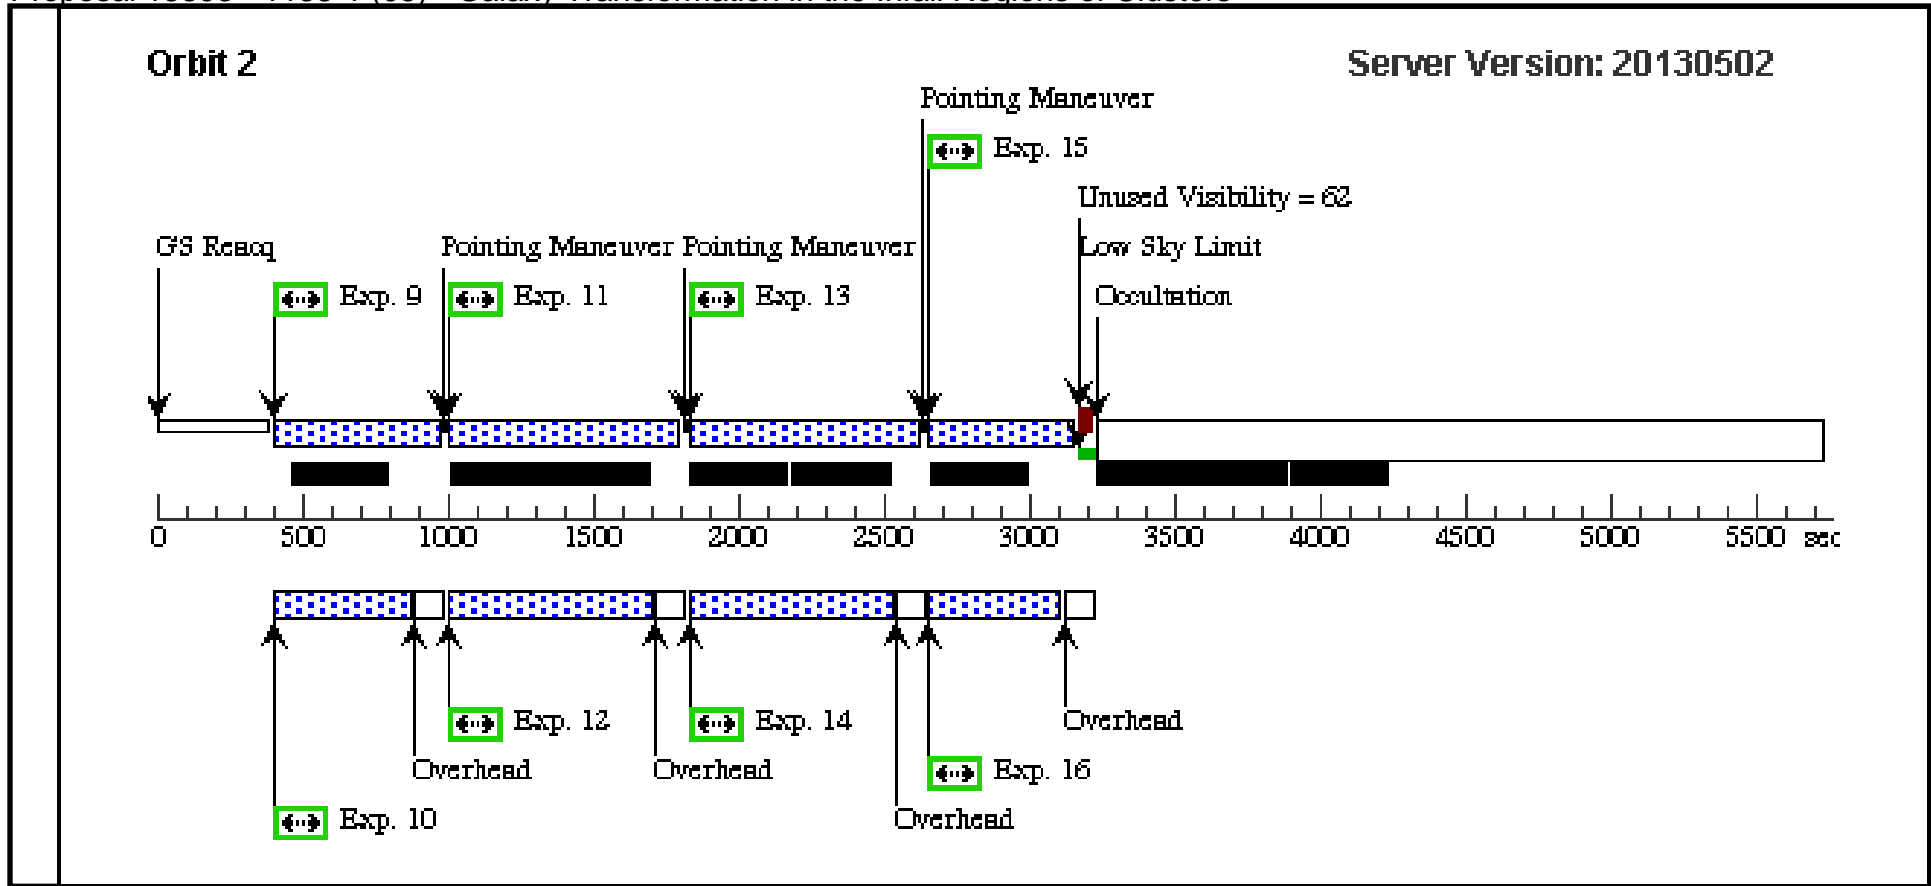 Orbit 2
Server Version: 20130502
Pointing Maneuver
Exp. 15
Unused Visibility = 62
GS Reacq
Pointing Maneuver
Pointing Maneuver
Low Sky Limit
Exp. 9
Exp. 11
Exp. 13
Occultation
0 500 1000 1500 2000 2500 3000 3500 4000 4500 5000 5500 sec
Exp. 12
Exp. 14
Overhead
Overhead
Overhead
Exp. 16
Exp. 10
Overhead